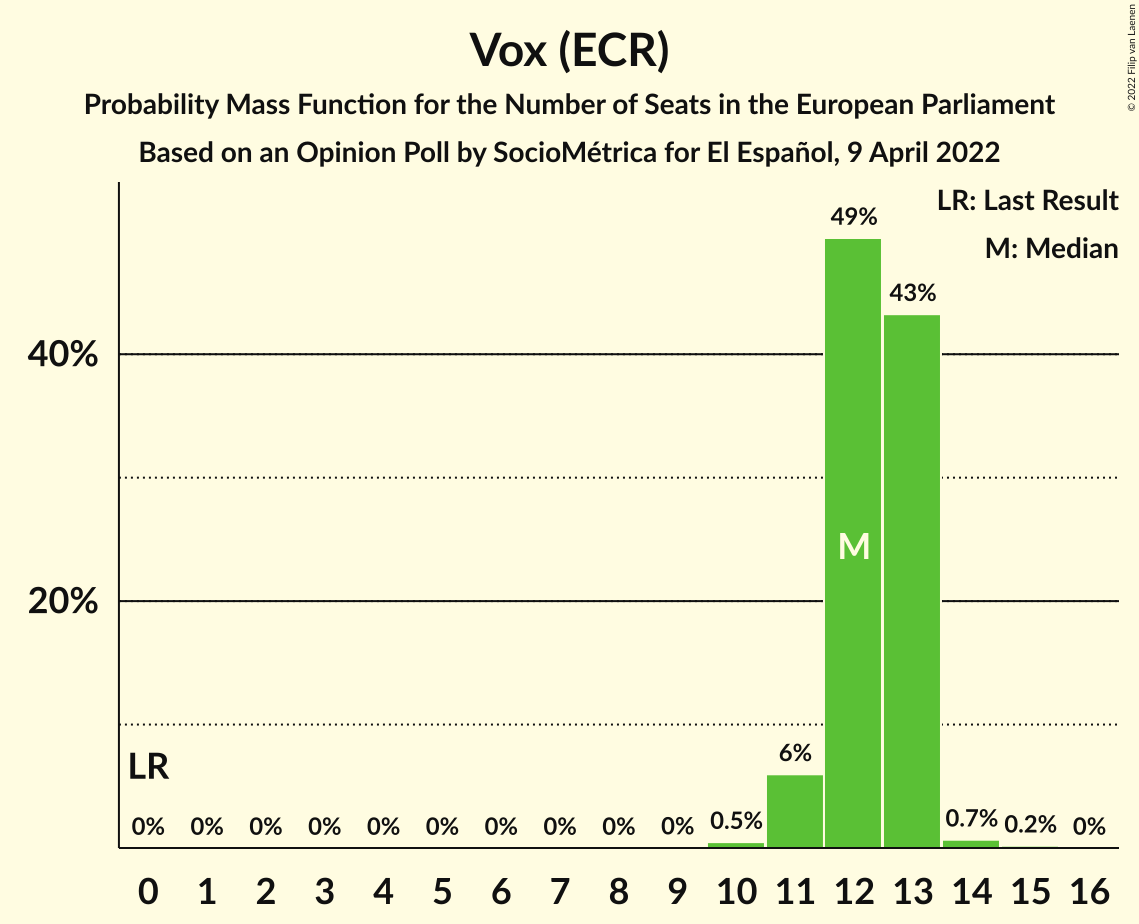 Vox (ECR)
Probability Mass Function for the Number of Seats in the European Parliament
Based on an Opinion Poll by SocioMétrica for El Español, 9 April 2022
© 2022 Filip van Laenen
LR: Last Result
M: Median
40%
20%
LR
M
0% 0% 0% 0% 0% 0% 0% 0% 0% 0% 0.5% 6% 49% 43% 0.7% 0.2% 0%
0 1 2 3 4 5 6 7 8 9 10 11 12 13 14 15 16